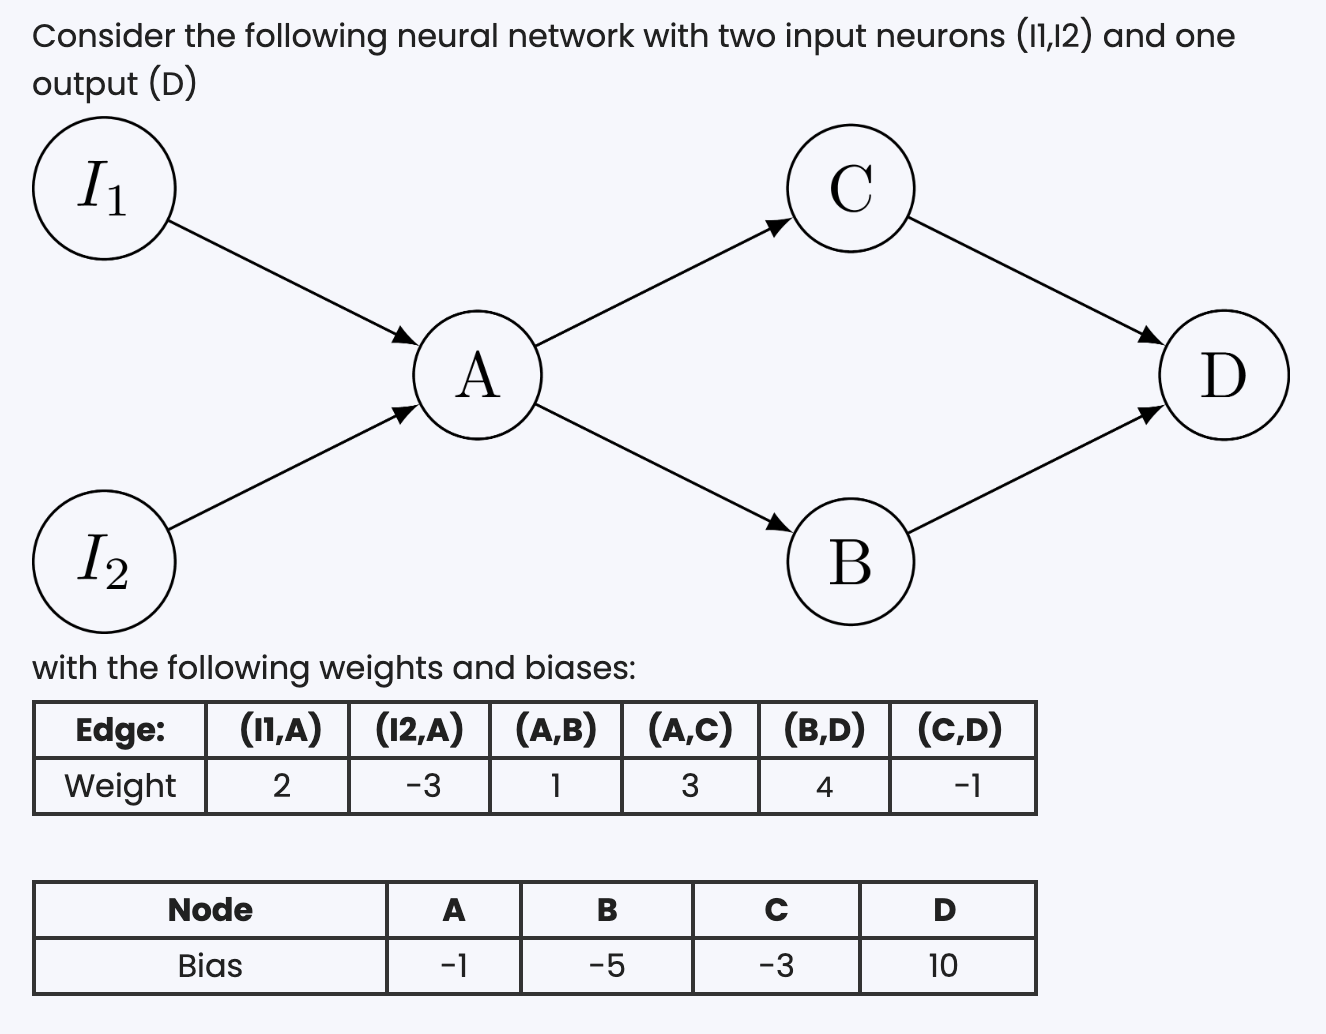 Consider the following neural network with two input neurons (I1,I2) and one
output (D)
I₁
C
A
D
I₂
B
with the following weights and biases:
Edge: (I1,A) (I2,A) (A,B) (A,C) (B,D) (C,D)
Weight 2 -3 1 3 4 -1
Node A B C D
Bias -1 -5 -3 10